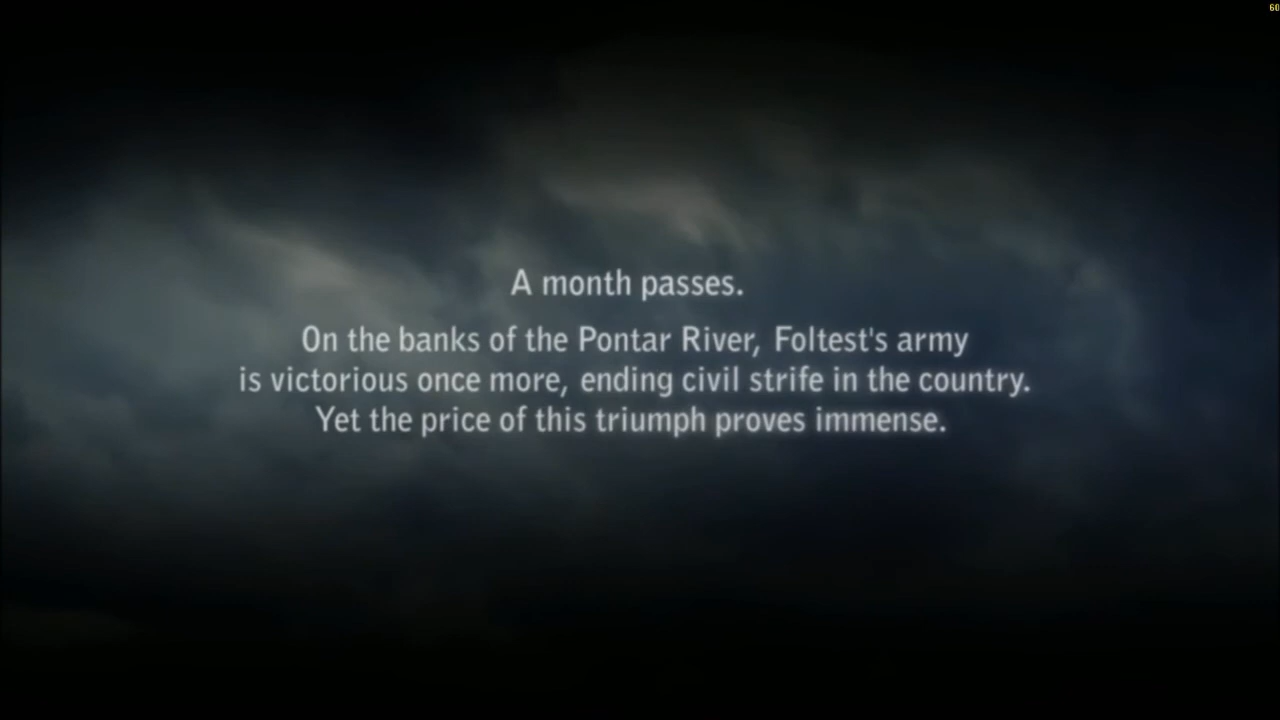 60
A month passes.
On the banks of the Pontar River, Foltest's army
is victorious once more, ending civil strife in the country.
Yet the price of this triumph proves immense.